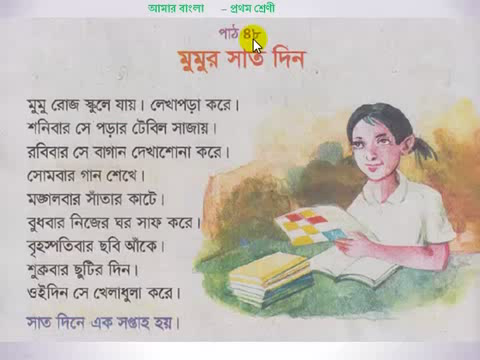 আমার বাংলা – প্রথম শ্রেণী
পাঠ ৪৮
মুমুর সাত দিন
মুমু রোজ স্কুলে যায়। লেখাপড়া করে।
শনিবার সে পড়ার টেবিল সাজায়।
রবিবার সে বাগান দেখাশোনা করে।
সোমবার গান শেখে।
মঙ্গলবার সাঁতার কাটে।
বুধবার নিজের ঘর সাফ করে।
বৃহস্পতিবার ছবি আঁকে।
শুক্রবার ছুটির দিন।
ওইদিন সে খেলাধুলা করে।
সাত দিনে এক সপ্তাহ হয়।